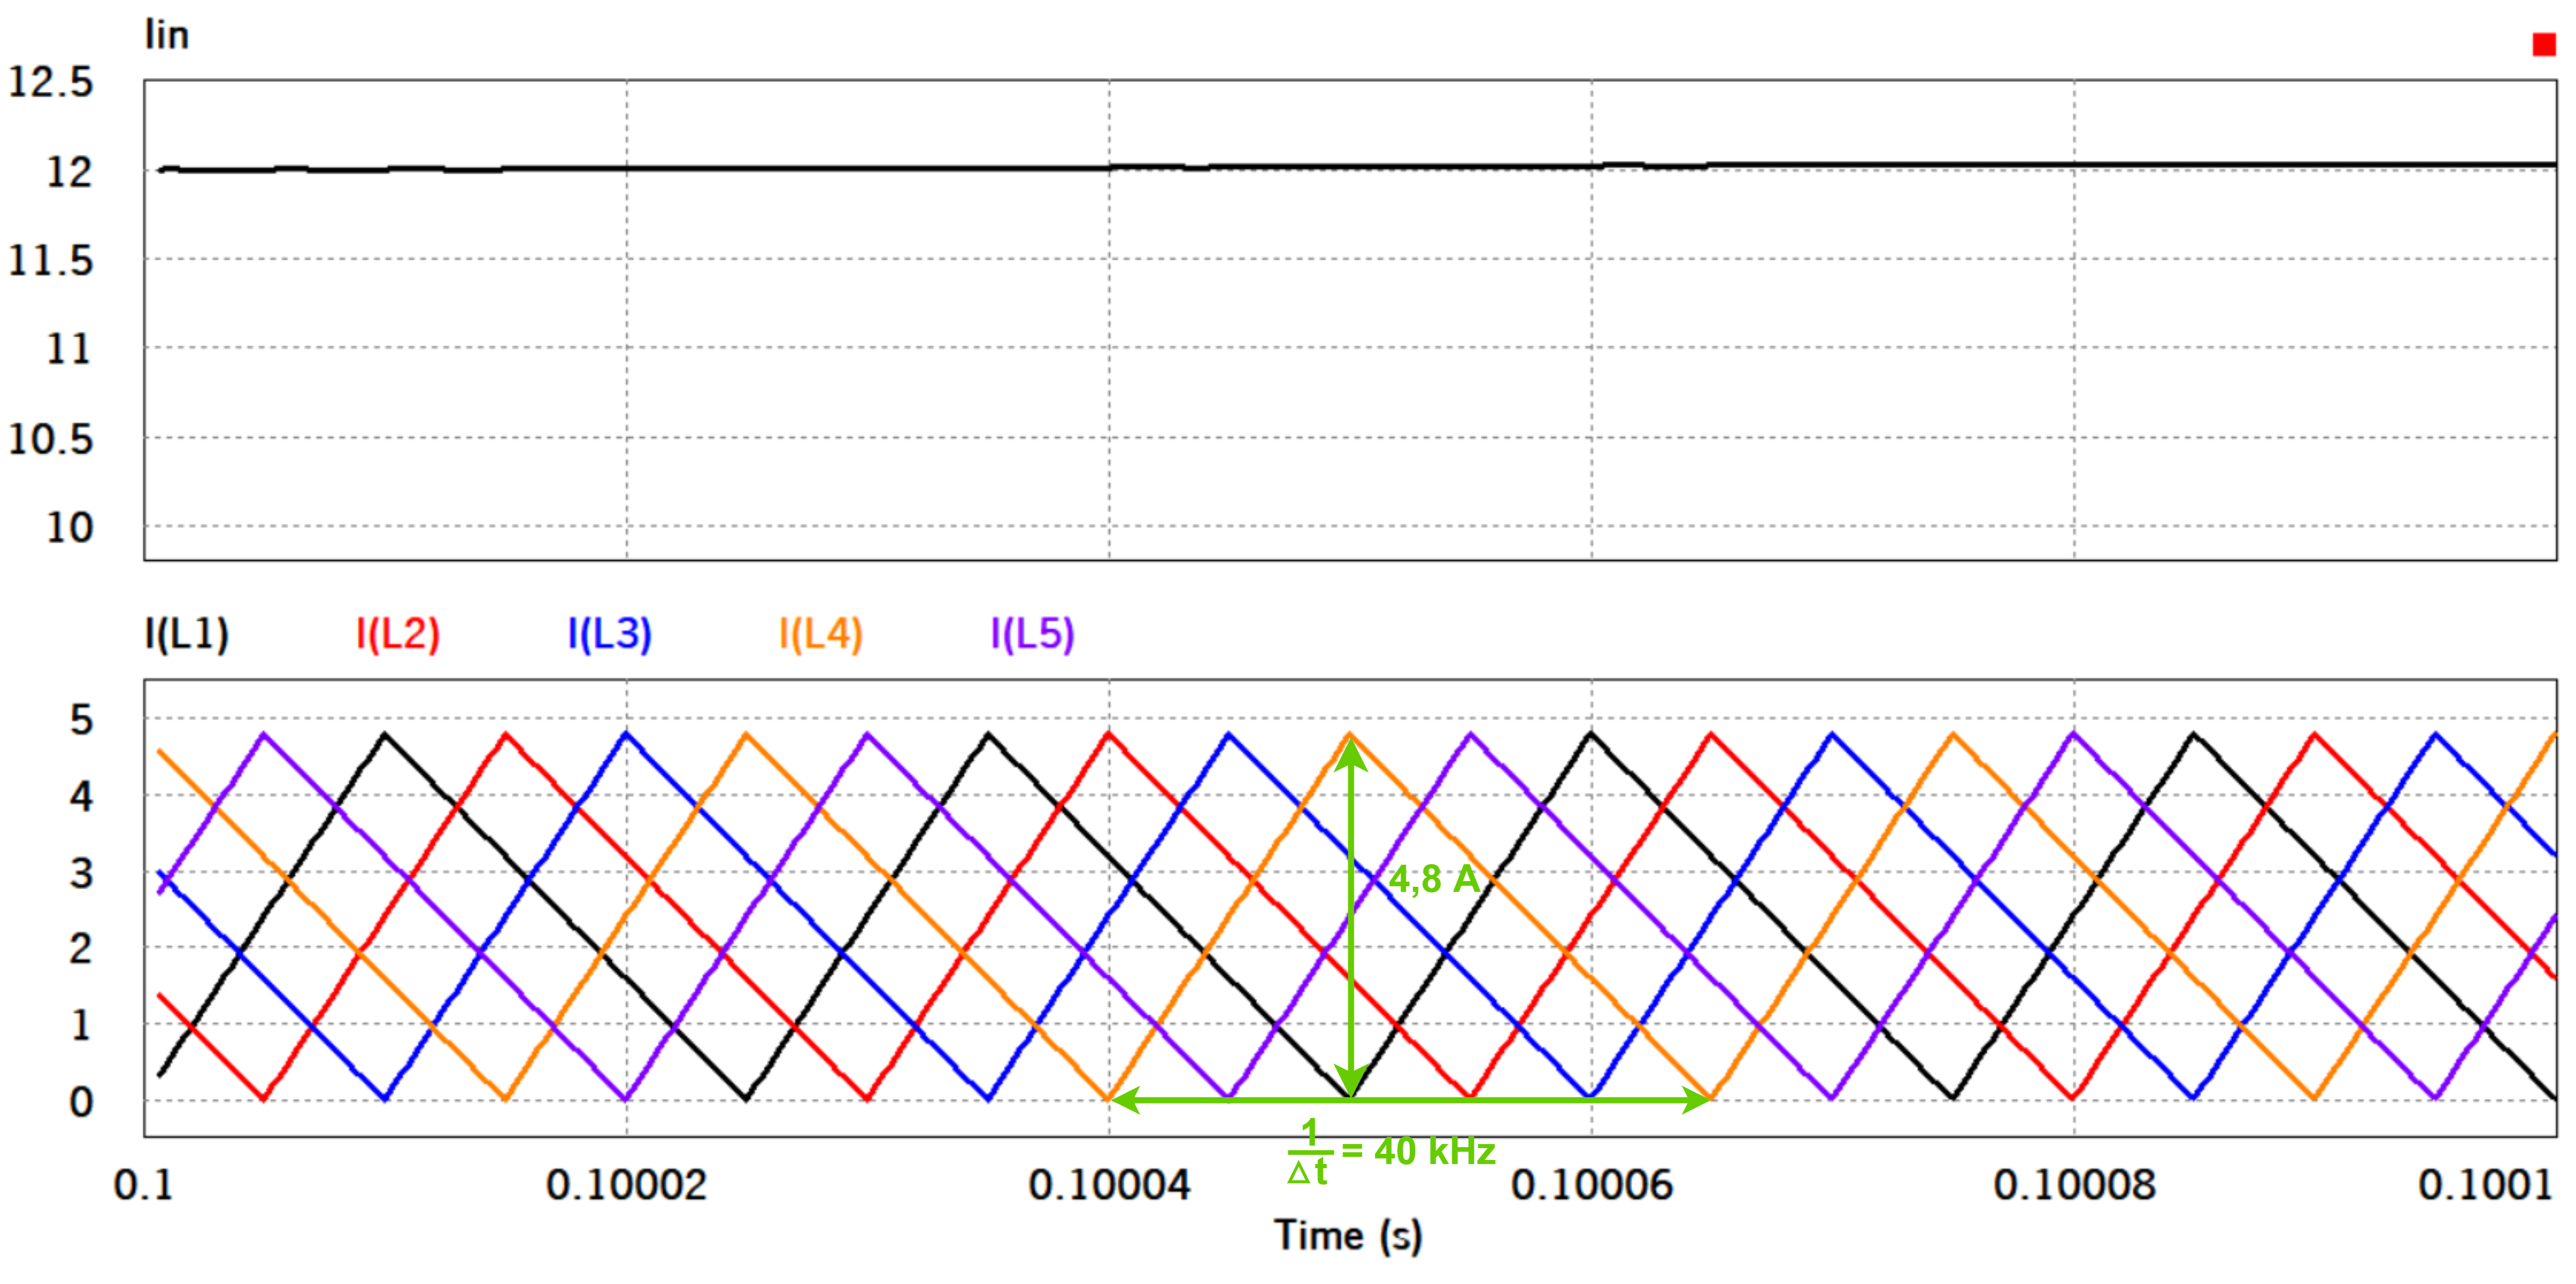 Iin
12.5
12
11.5
11
10.5
10
I(L1) I(L2) I(L3) I(L4) I(L5)
5
4
3
4,8 A
2
1
0
1/△t = 40 kHz
0.1 0.10002 0.10004 0.10006 0.10008 0.1001
Time (s)